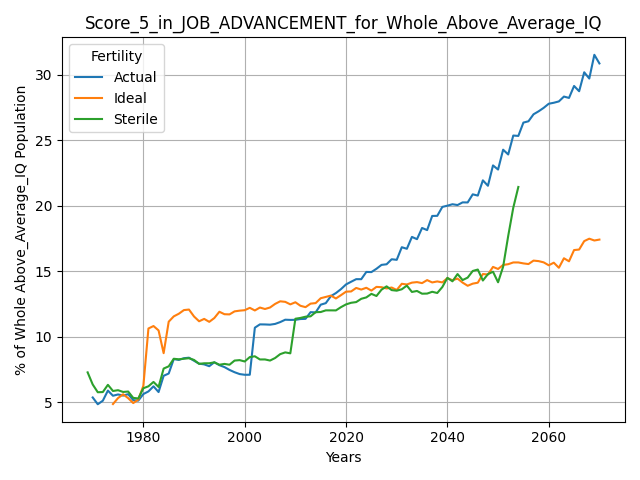 Score_5_in_JOB_ADVANCEMENT_for_Whole_Above_Average_IQ
Fertility
Actual
Ideal
Sterile
% of Whole Above_Average_IQ Population
30
25
20
15
10
5
1980 2000 2020 2040 2060
Years